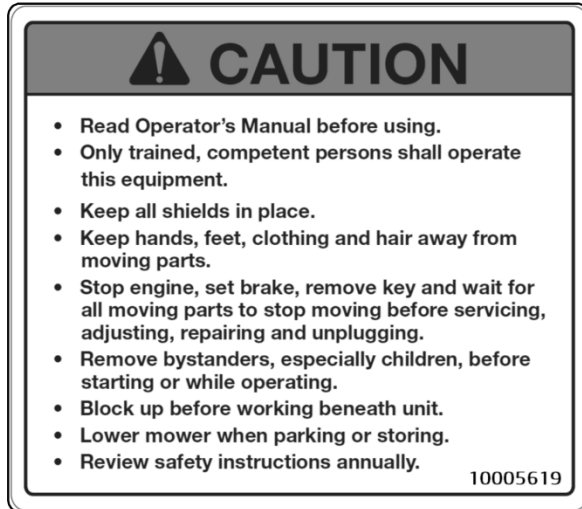 CAUTION
• Read Operator's Manual before using.
• Only trained, competent persons shall operate
this equipment.
• Keep all shields in place.
• Keep hands, feet, clothing and hair away from
moving parts.
• Stop engine, set brake, remove key and wait for
all moving parts to stop moving before servicing,
adjusting, repairing and unplugging.
• Remove bystanders, especially children, before
starting or while operating.
• Block up before working beneath unit.
• Lower mower when parking or storing.
• Review safety instructions annually.
10005619